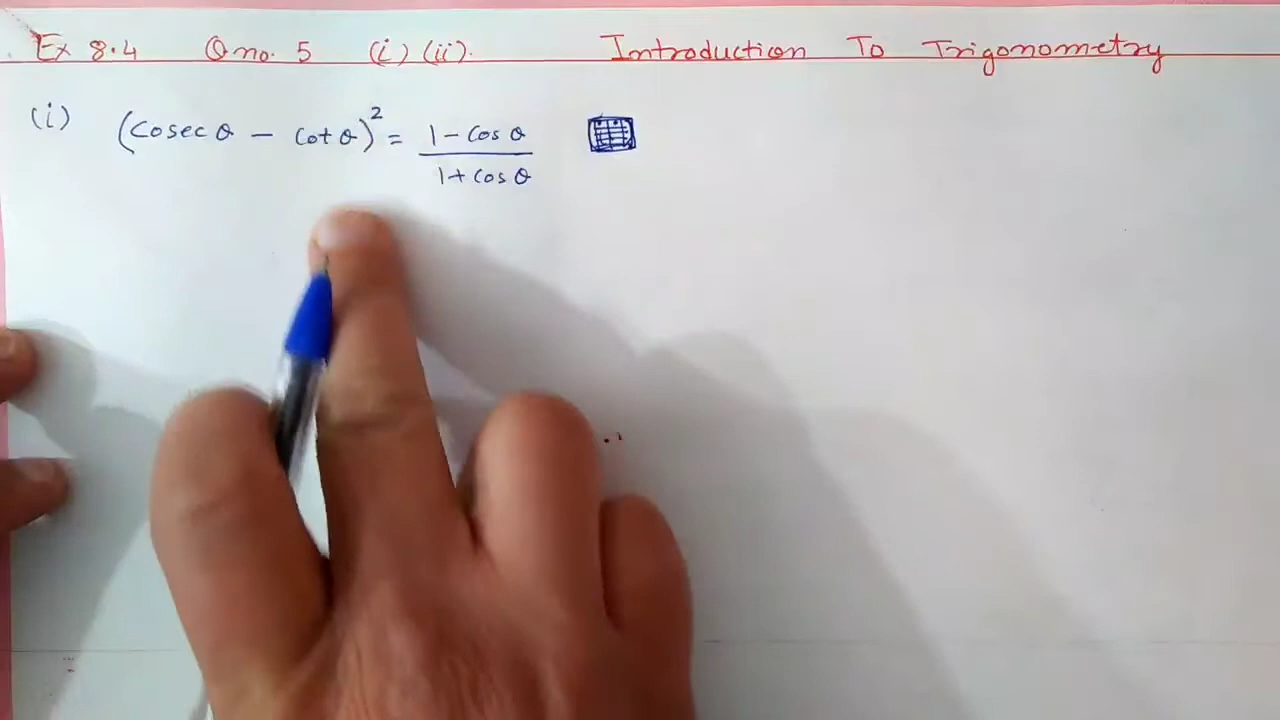 Ex 8.4 Q no. 5 (i) (ii). Introduction To Trigonometry
(i) (Cosec θ - Cot θ)² = 1 - Cos θ
1 + Cos θ